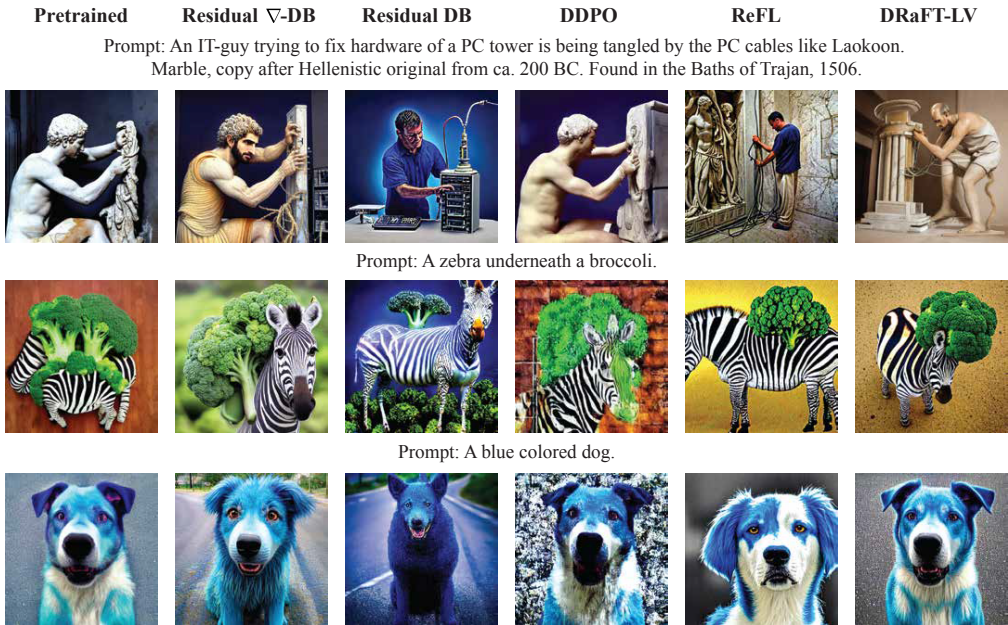 Pretrained Residual ∇-DB Residual DB DDPO ReFL DRaFT-LV
Prompt: An IT-guy trying to fix hardware of a PC tower is being tangled by the PC cables like Laokoon.
Marble, copy after Hellenistic original from ca. 200 BC. Found in the Baths of Trajan, 1506.
Prompt: A zebra underneath a broccoli.
Prompt: A blue colored dog.